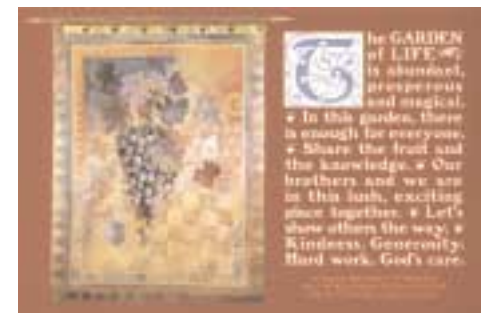 The GARDEN
of LIFE
is abundant,
prosperous
and magical.
In this garden, there
is enough for everyone.
Share the fruit and
the knowledge. Our
brothers and we are
in this lush, exciting
place together. Let's
show others the way.
Kindness. Generosity.
Hard work. God's care.